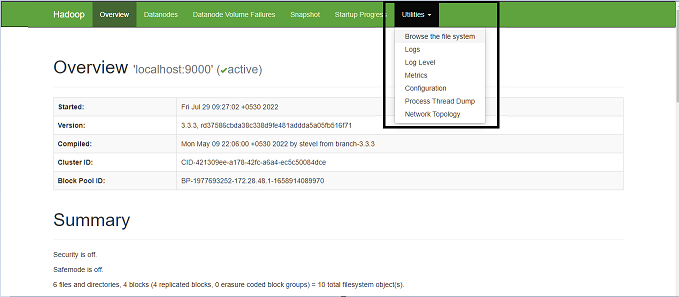 Hadoop Overview Datanodes Datanode Volume Failures Snapshot Startup Progress Utilities
Browse the file system
Logs
Log Level
Metrics
Configuration
Process Thread Dump
Network Topology
Overview 'localhost:9000' (✔active)
Started: Fri Jul 29 09:27:02 +0530 2022
Version: 3.3.3, rd37586cbda38c338d9fe481addda5a05fb516f71
Compiled: Mon May 09 22:06:00 +0530 2022 by stevel from branch-3.3.3
Cluster ID: CID-421309ee-a178-42fc-a6a4-ec5c50084dce
Block Pool ID: BP-1977693252-172.28.48.1-1658914089970
Summary
Security is off.
Safemode is off.
6 files and directories, 4 blocks (4 replicated blocks, 0 erasure coded block groups) = 10 total filesystem object(s).